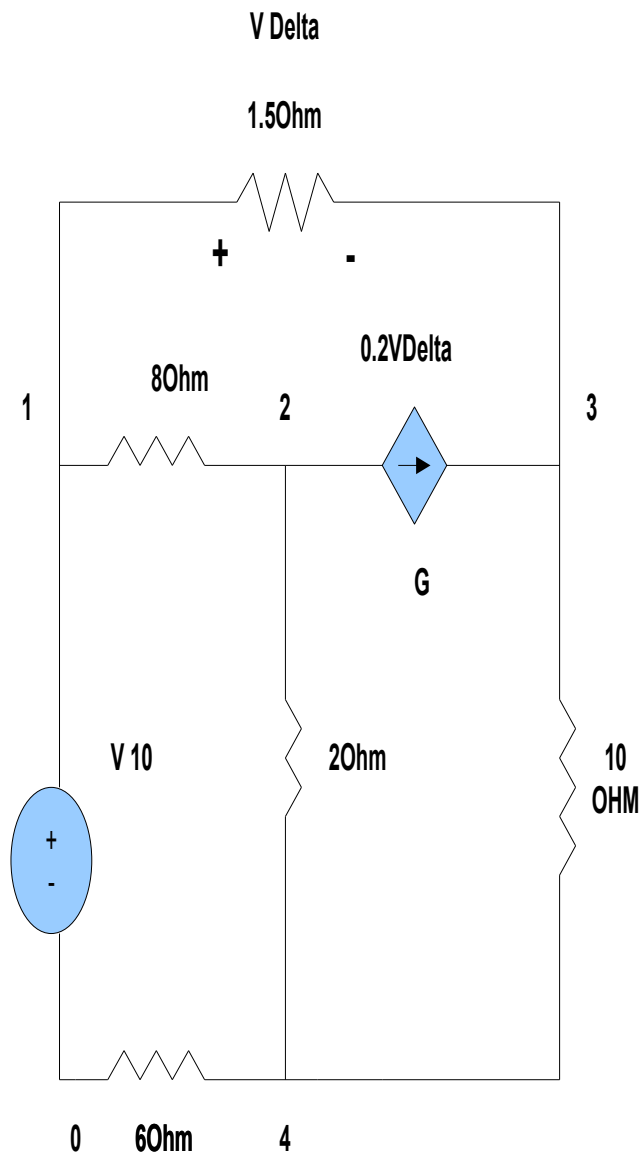 V Delta
1.5Ohm
+ -
0.2VDelta
8Ohm
1 2 3
G
V 10 2Ohm 10
OHM
+
-
0 6Ohm 4